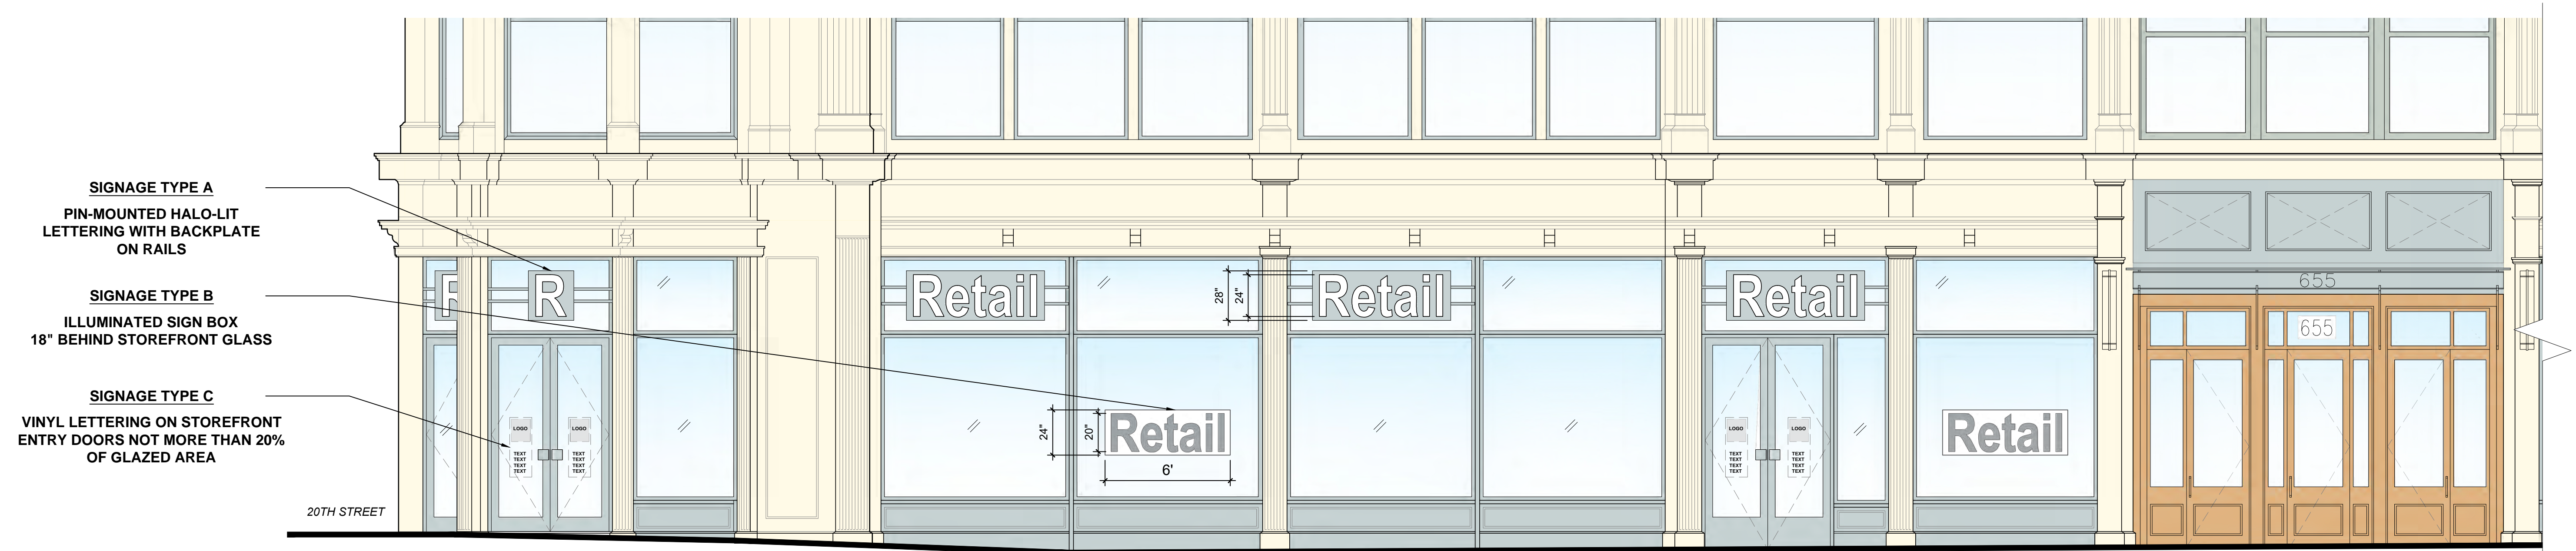 SIGNAGE TYPE A
PIN-MOUNTED HALO-LIT
LETTERING WITH BACKPLATE
ON RAILS
SIGNAGE TYPE B
ILLUMINATED SIGN BOX
18" BEHIND STOREFRONT GLASS
SIGNAGE TYPE C
VINYL LETTERING ON STOREFRONT
ENTRY DOORS NOT MORE THAN 20%
OF GLAZED AREA
20TH STREET
R
R
Retail
28"
24"
Retail
Retail
655
655
LOGO
TEXT
TEXT
TEXT
TEXT
LOGO
TEXT
TEXT
TEXT
TEXT
24"
20"
Retail
6'
LOGO
TEXT
TEXT
TEXT
TEXT
LOGO
TEXT
TEXT
TEXT
TEXT
Retail